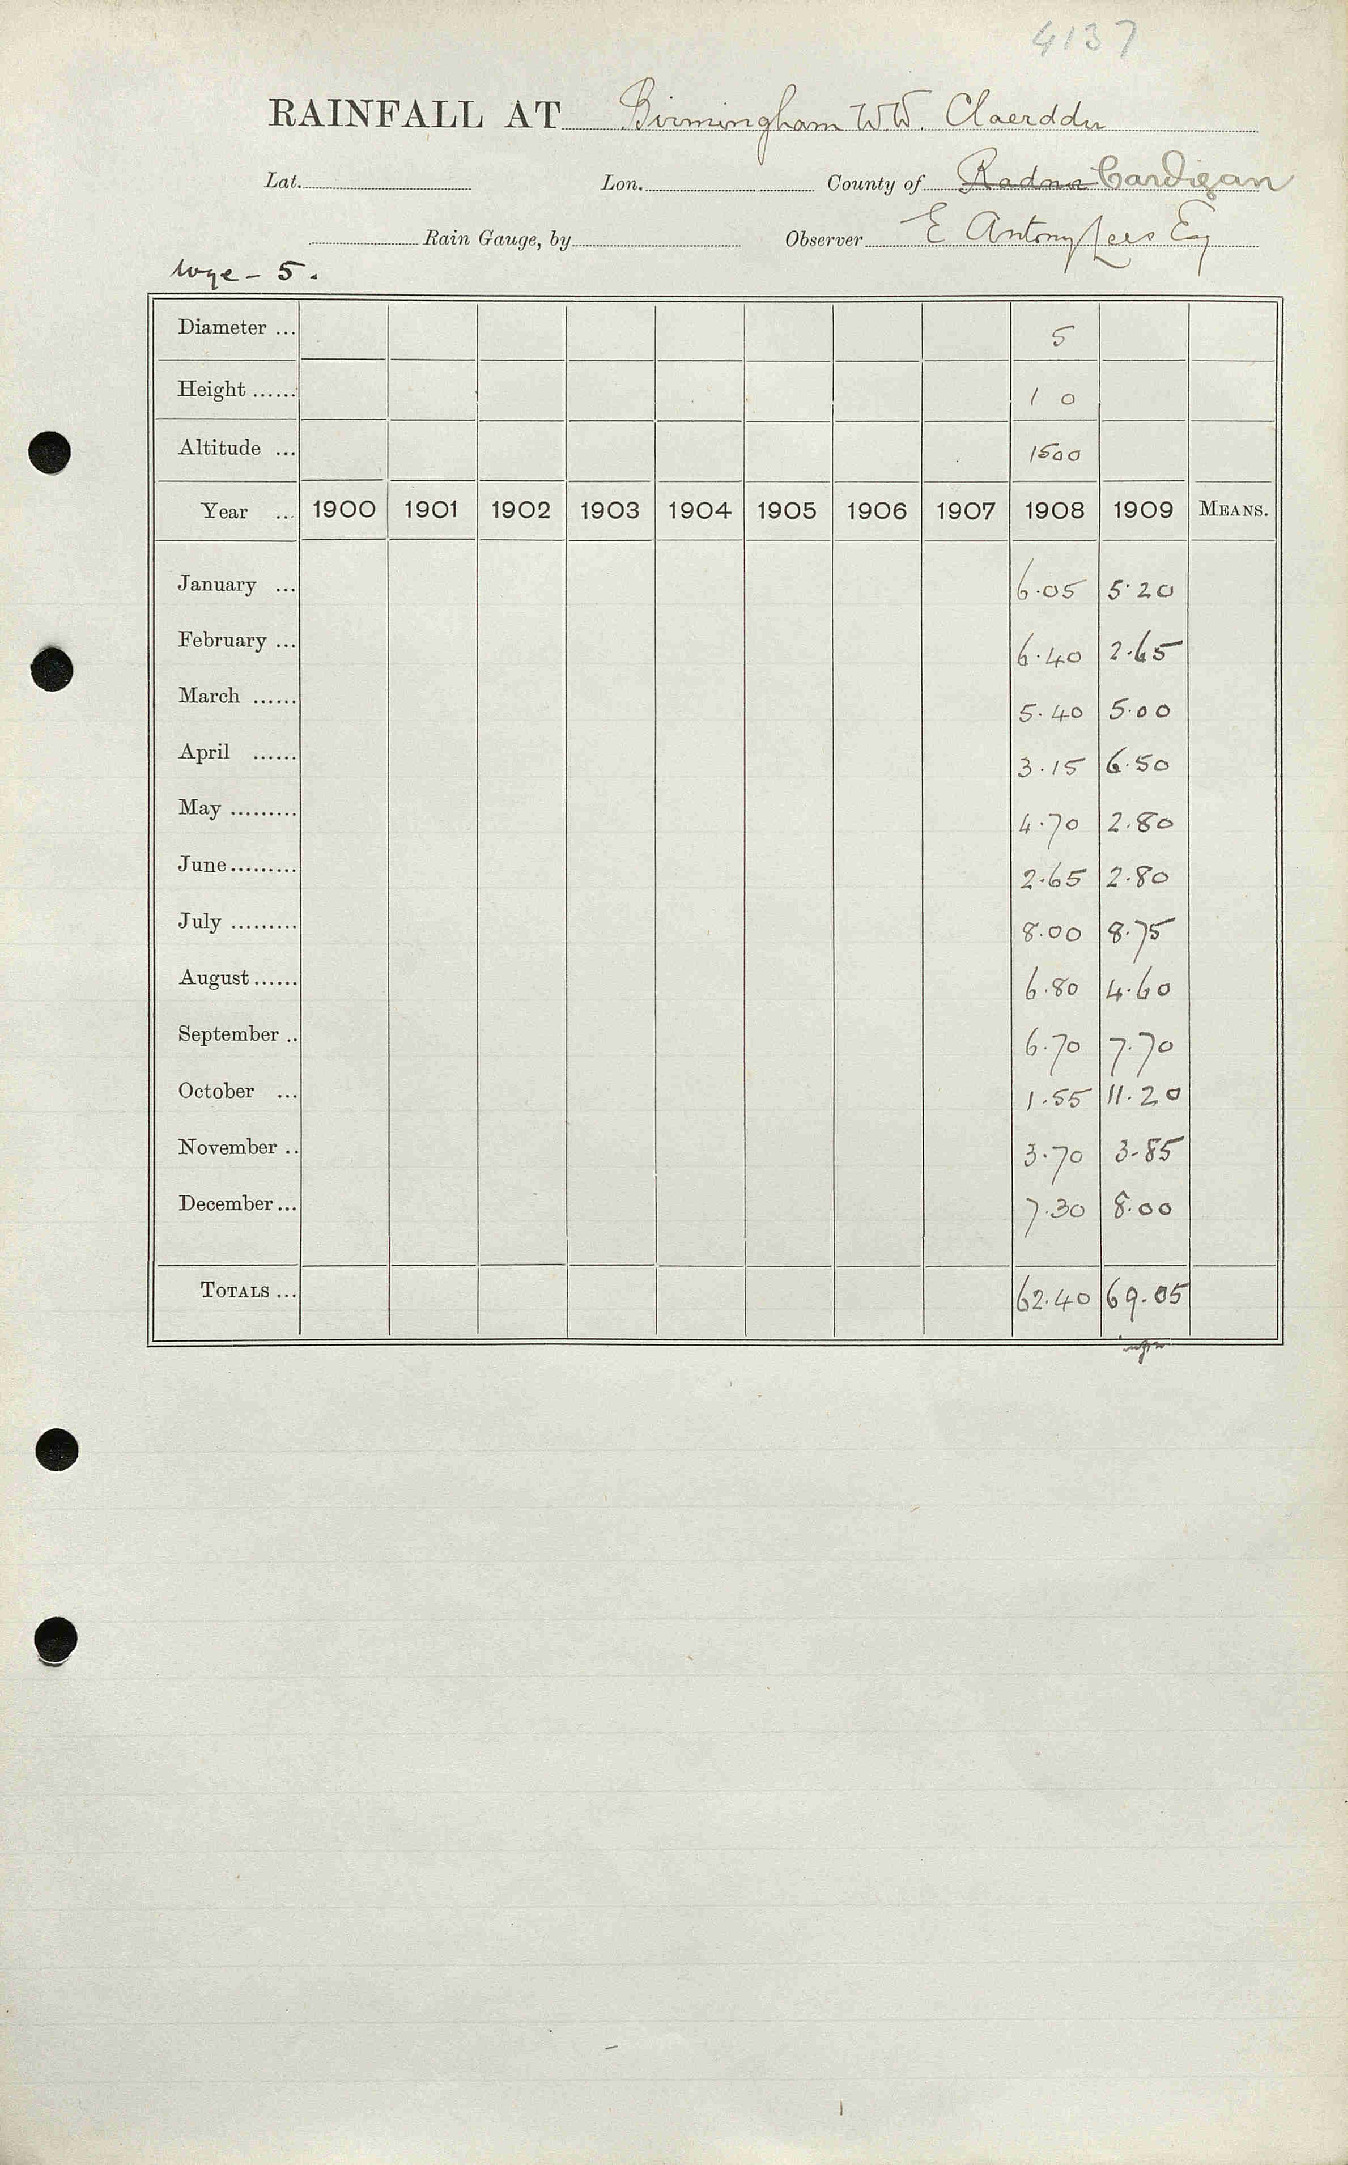 4137
RAINFALL AT Birmingham W.W. Claerddu
Lat. Lon. County of Radnor Cardigan
Rain Gauge, by Observer E Antony Lees Esq
Wye - 5.
Diameter ... 5
Height ...... 1 0
Altitude ... 1500
Year ... 1900 1901 1902 1903 1904 1905 1906 1907 1908 1909 MEANS.
January ... 6.05 5.20
February ... 6.40 2.65
March ...... 5.40 5.00
April ...... 3.15 6.50
May ......... 4.70 2.80
June ......... 2.65 2.80
July ......... 8.00 8.75
August ...... 6.80 4.60
September .. 6.70 7.70
October ... 1.55 11.20
November .. 3.70 3.85
December ... 7.30 8.00
TOTALS ... 62.40 69.05